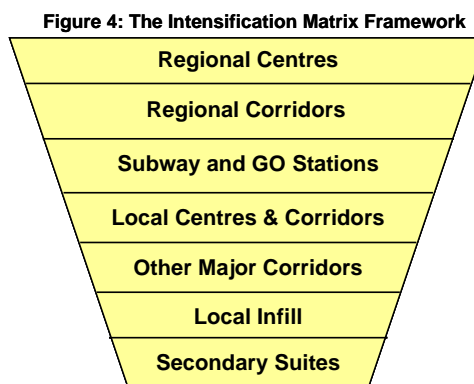 Figure 4: The Intensification Matrix Framework
Regional Centres
Regional Corridors
Subway and GO Stations
Local Centres & Corridors
Other Major Corridors
Local Infill
Secondary Suites